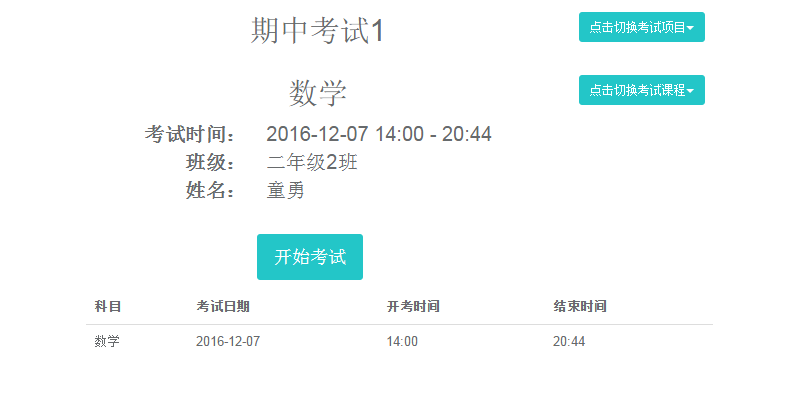 期中考试1
点击切换考试项目
数学
点击切换考试课程
考试时间： 2016-12-07 14:00 - 20:44
班级： 二年级2班
姓名： 童勇
开始考试
科目 考试日期 开考时间 结束时间
数学 2016-12-07 14:00 20:44